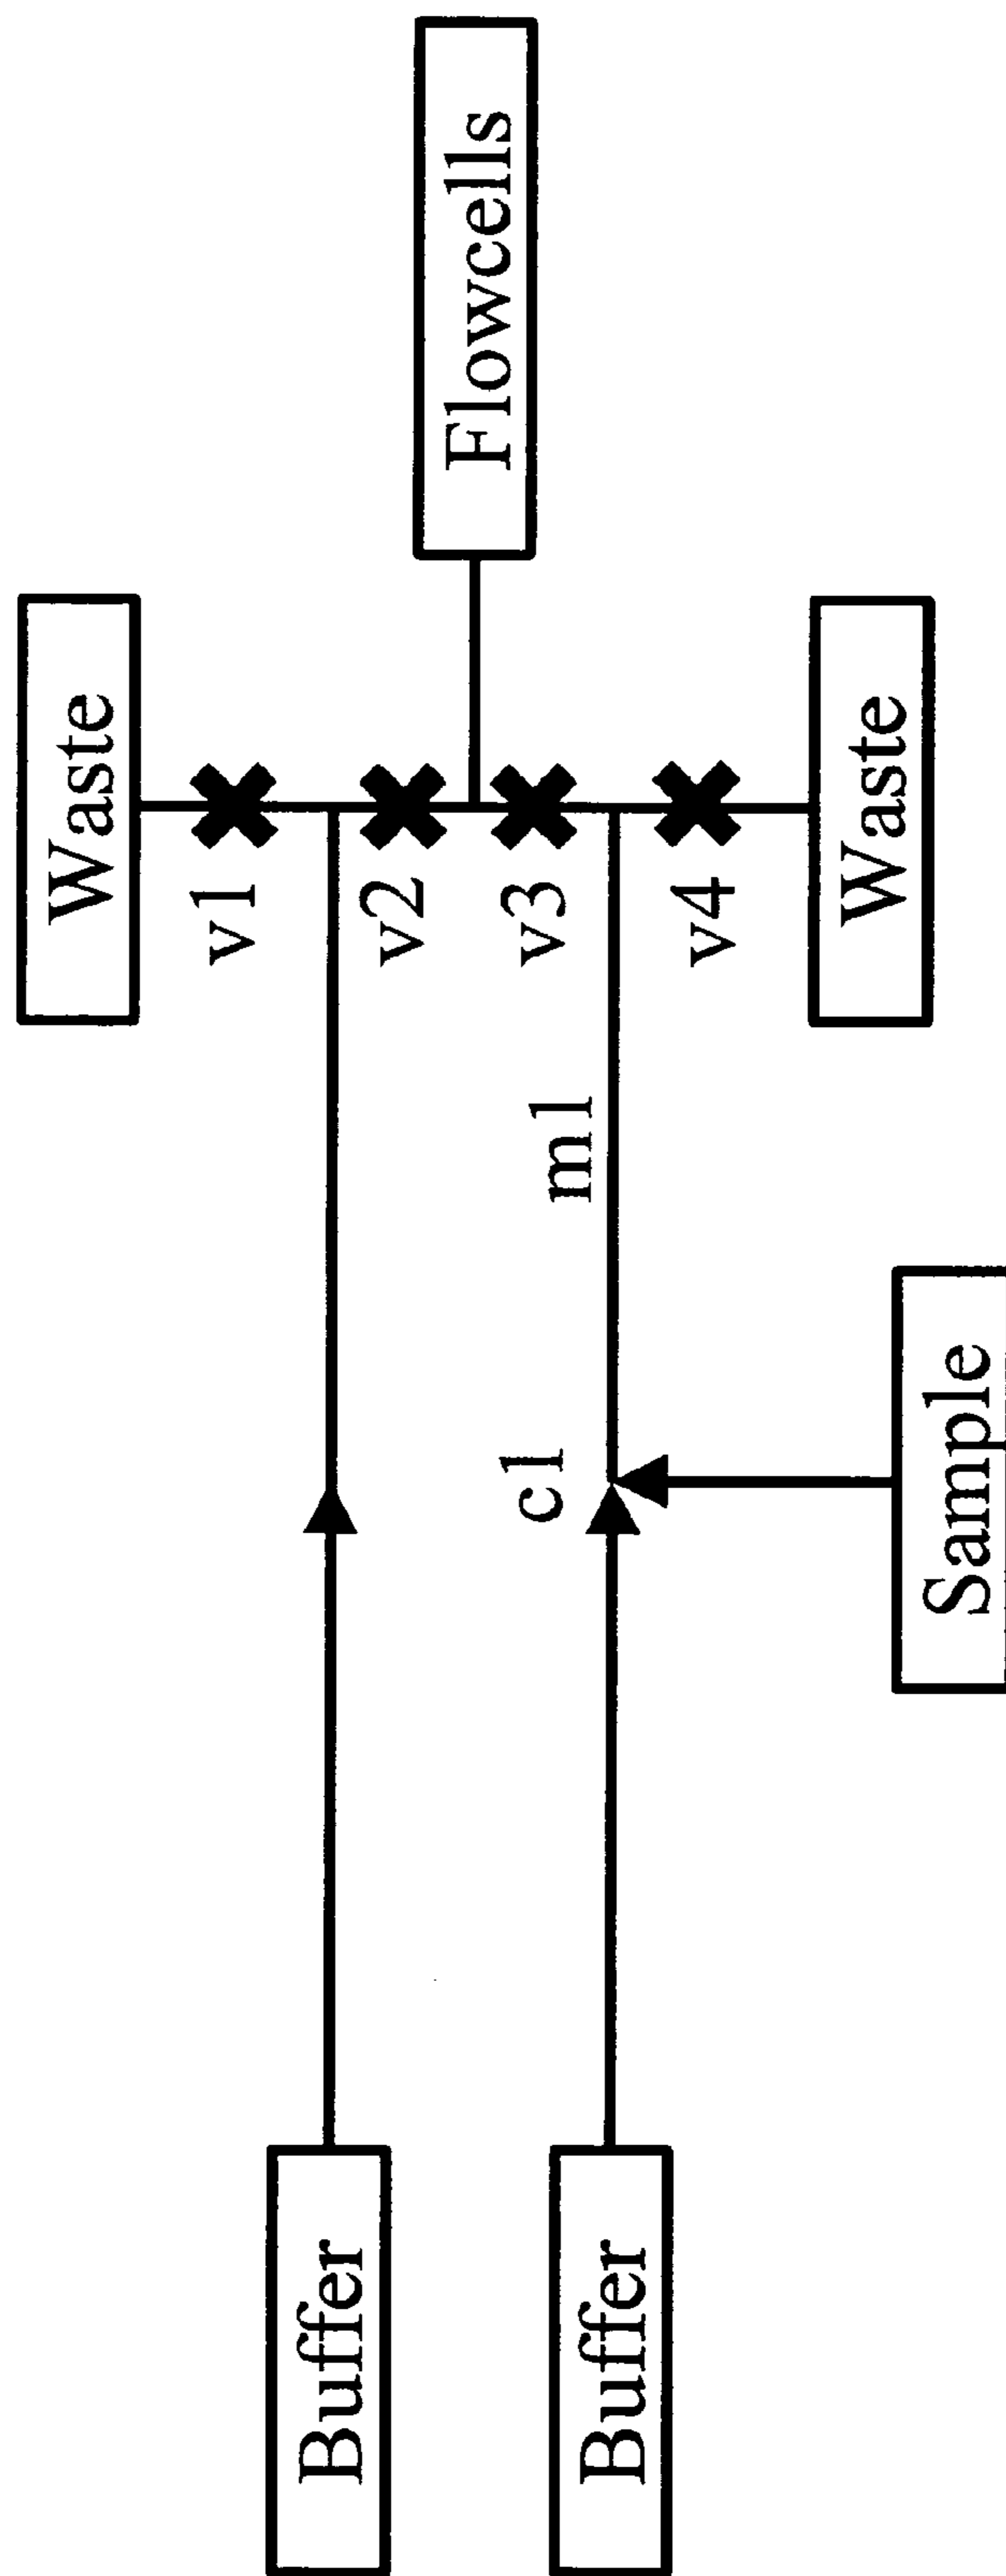 Waste
v1
v2
v3
v4
Waste
Flowcells
Buffer
Buffer
c1
m1
Sample